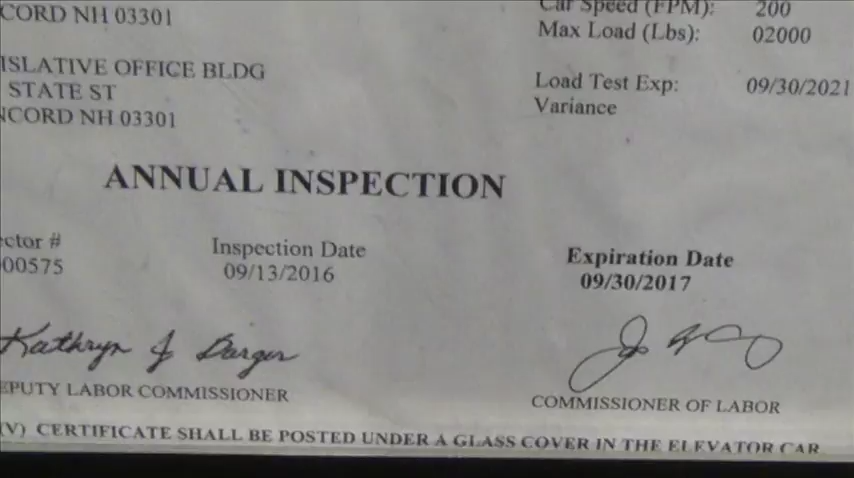 CORD NH 03301
Car Speed (FPM): 200
Max Load (Lbs): 02000
ISLATIVE OFFICE BLDG
STATE ST
NCORD NH 03301
Load Test Exp: 09/30/2021
Variance
ANNUAL INSPECTION
ector # Inspection Date Expiration Date
00575 09/13/2016 09/30/2017
Kathryn J Barger
EPUTY LABOR COMMISSIONER
COMMISSIONER OF LABOR
(V) CERTIFICATE SHALL BE POSTED UNDER A GLASS COVER IN THE ELEVATOR CAR